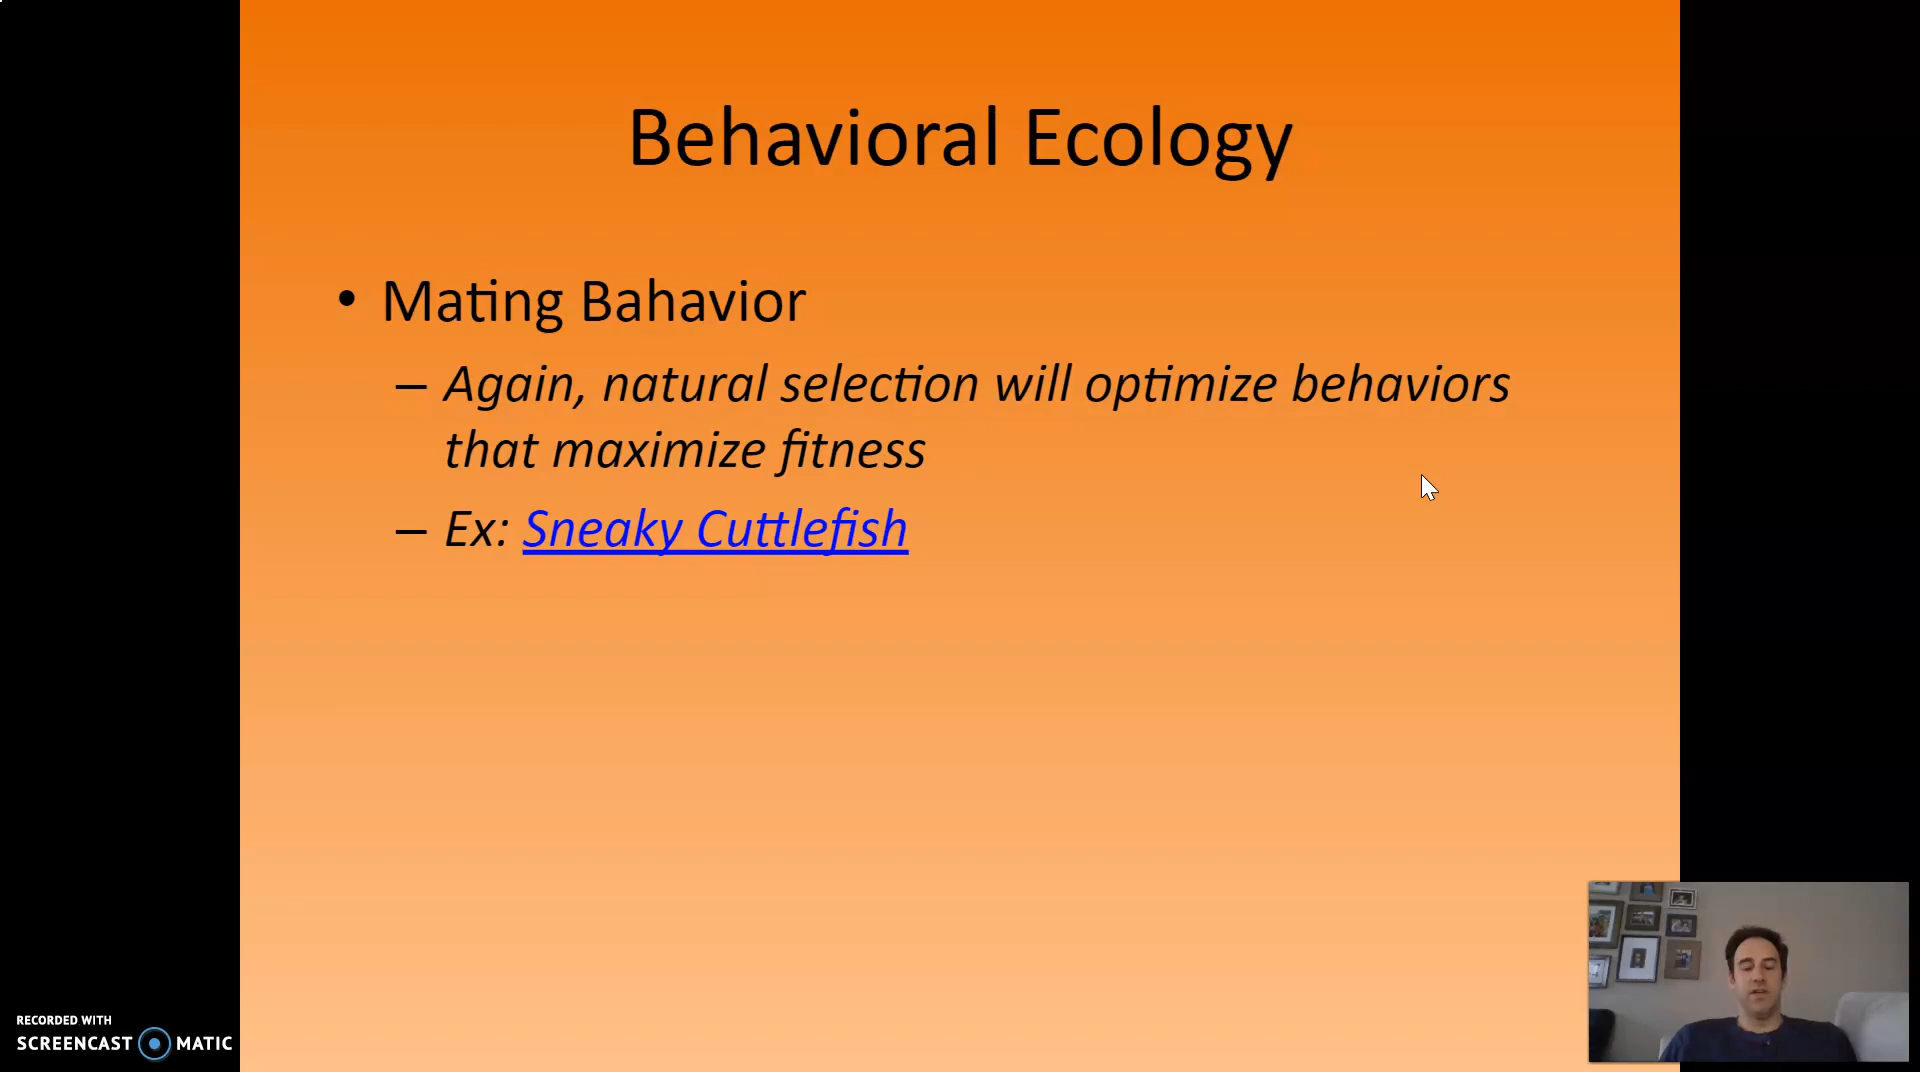 Behavioral Ecology
• Mating Bahavior
– Again, natural selection will optimize behaviors
that maximize fitness
– Ex: Sneaky Cuttlefish
RECORDED WITH
SCREENCAST MATIC